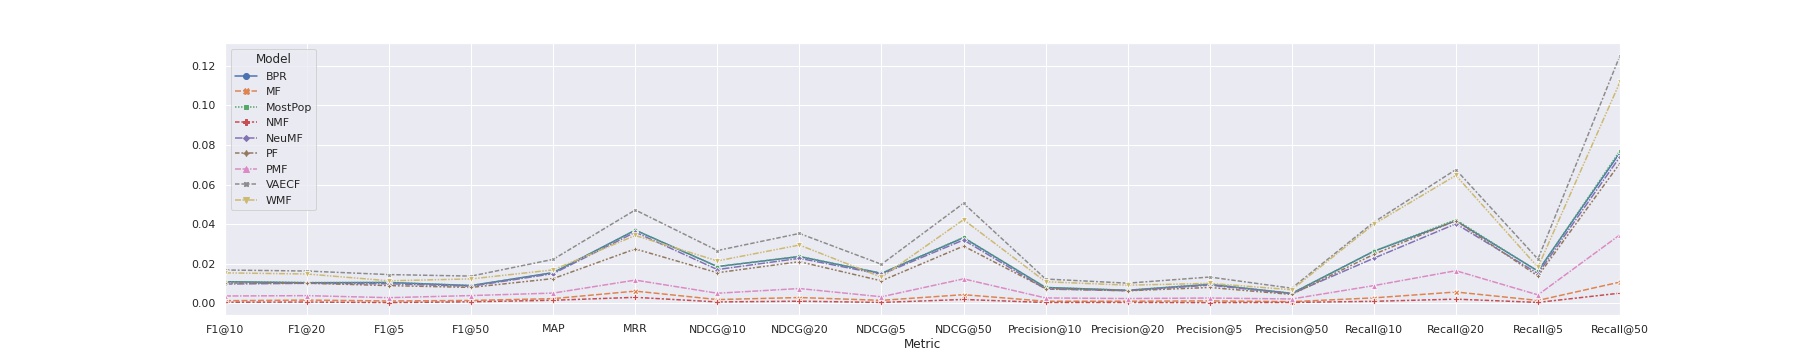 Model
BPR
MF
MostPop
NMF
NeuMF
PF
PMF
VAECF
WMF
0.12
0.10
0.08
0.06
0.04
0.02
0.00
F1@10 F1@20 F1@5 F1@50 MAP MRR NDCG@10 NDCG@20 NDCG@5 NDCG@50 Precision@10 Precision@20 Precision@5 Precision@50 Recall@10 Recall@20 Recall@5 Recall@50
Metric